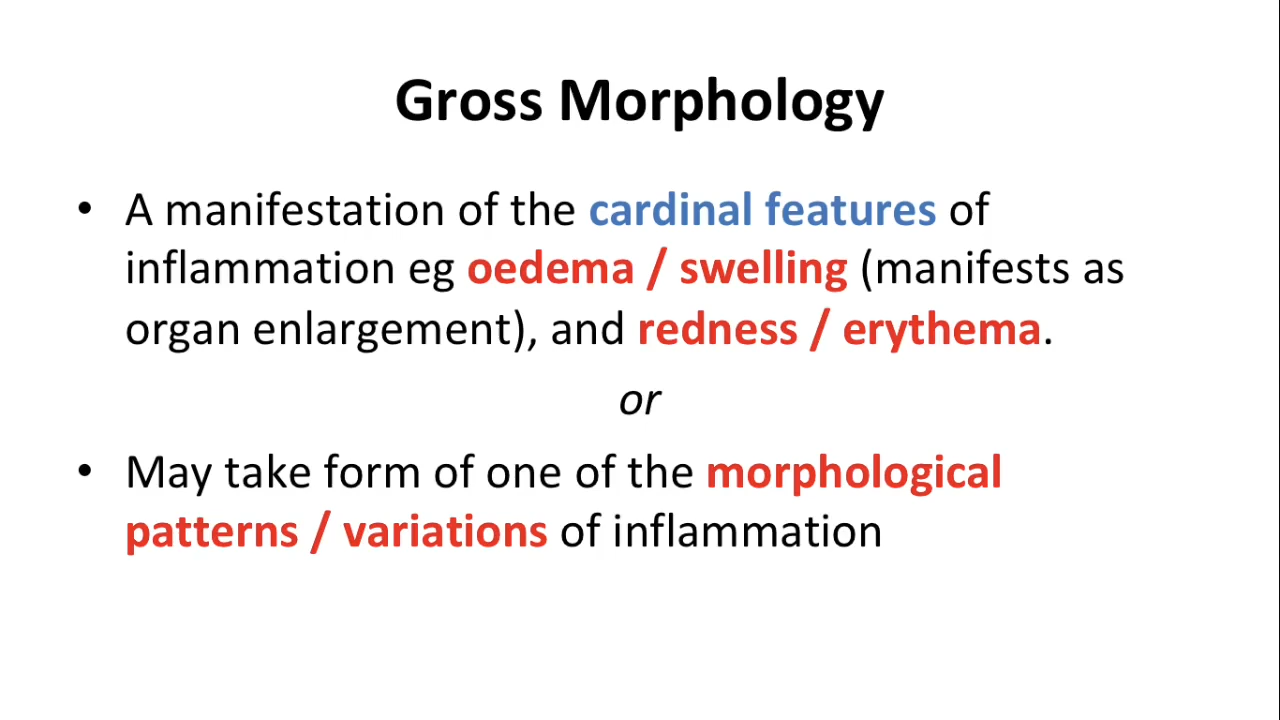 Gross Morphology
• A manifestation of the cardinal features of
inflammation eg oedema / swelling (manifests as
organ enlargement), and redness / erythema.
or
• May take form of one of the morphological
patterns / variations of inflammation